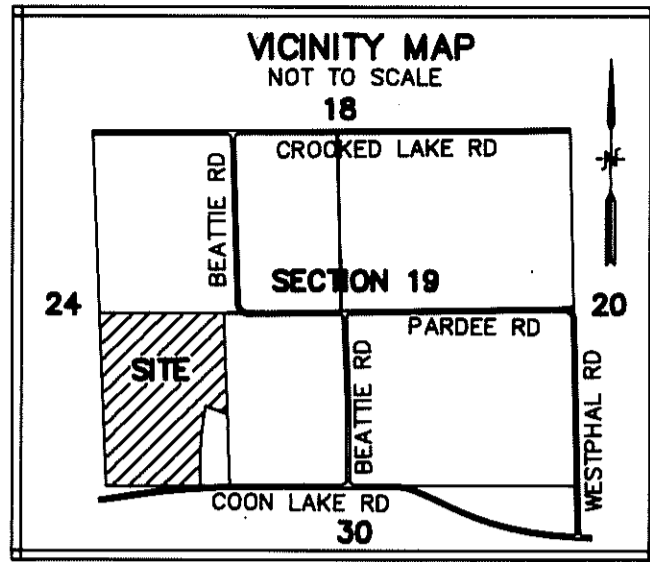 VICINITY MAP
NOT TO SCALE
18
CROOKED LAKE RD
BEATTIE RD
N
SECTION 19
24
20
PARDEE RD
SITE
BEATTIE RD
WESTPHAL RD
COON LAKE RD
30